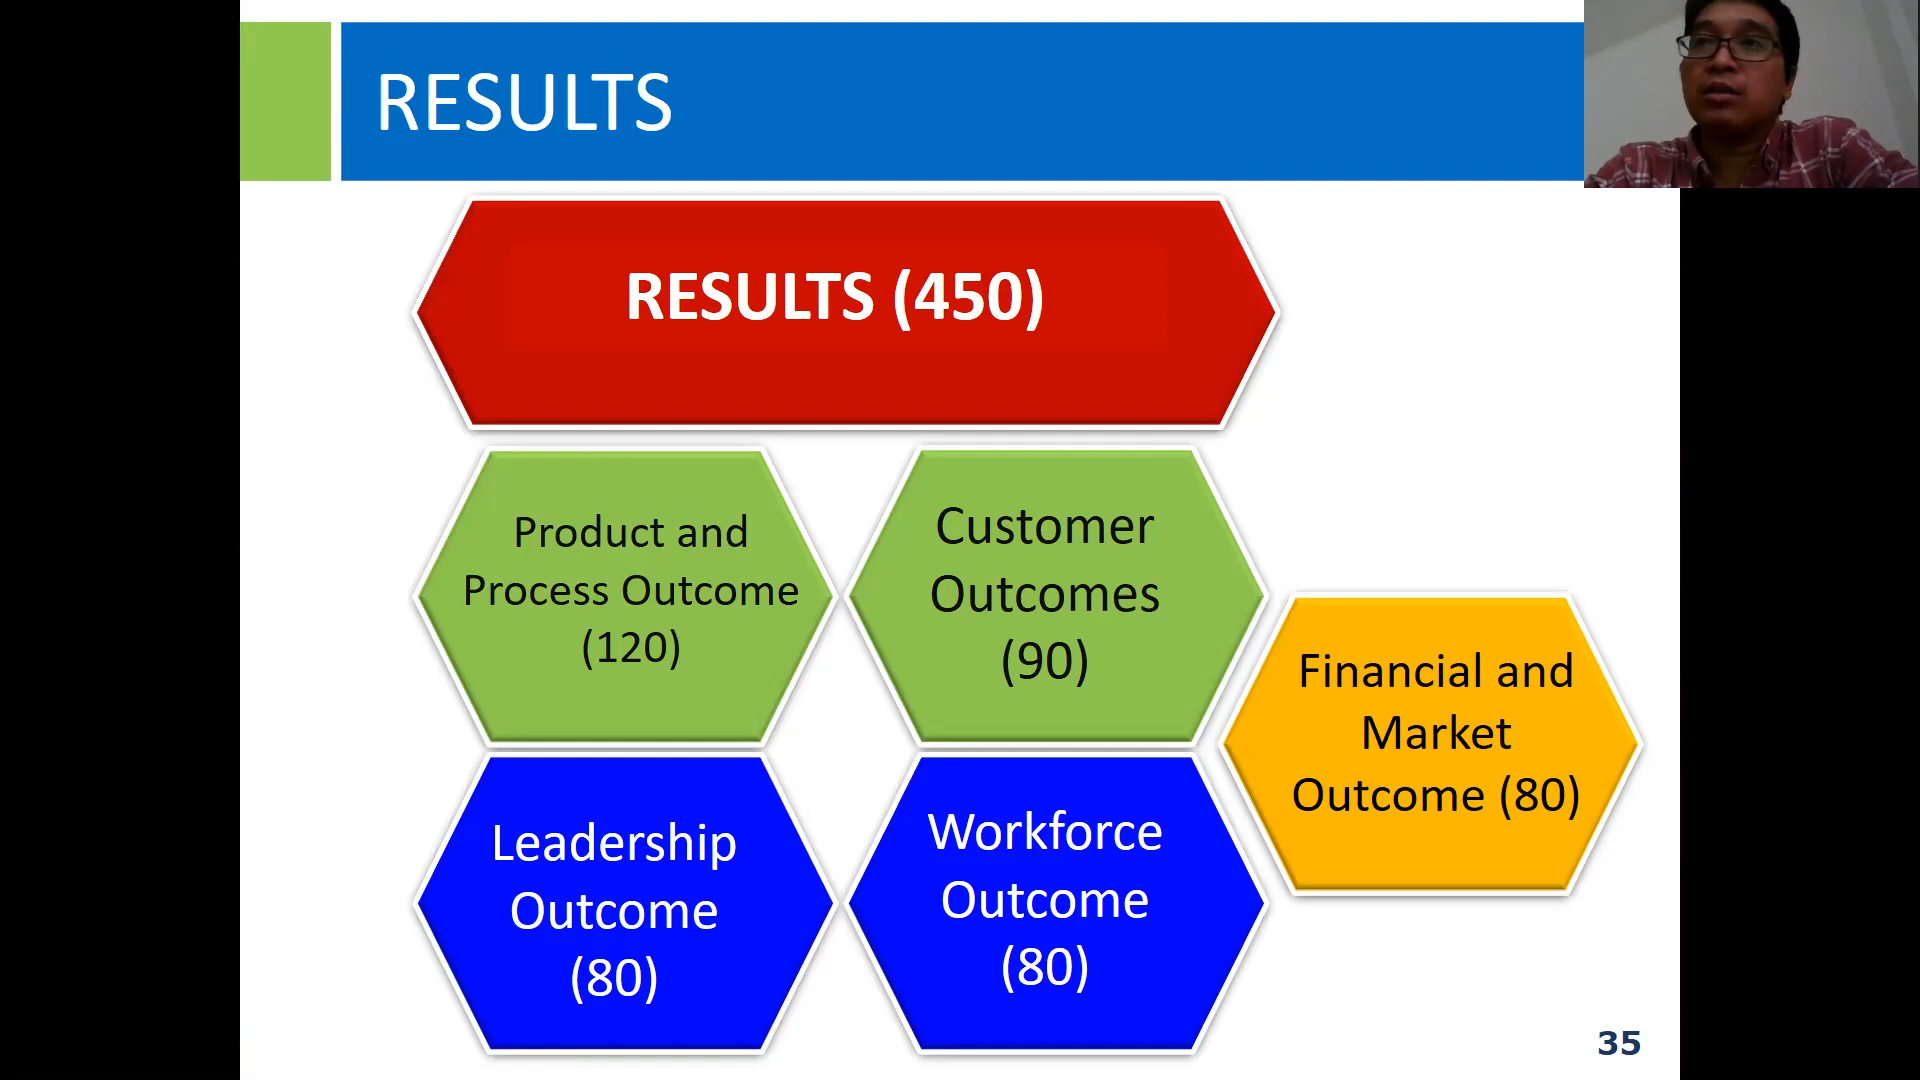 RESULTS
RESULTS (450)
Product and
Process Outcome
(120)
Customer
Outcomes
(90)
Financial and
Market
Outcome (80)
Leadership
Outcome
(80)
Workforce
Outcome
(80)
35